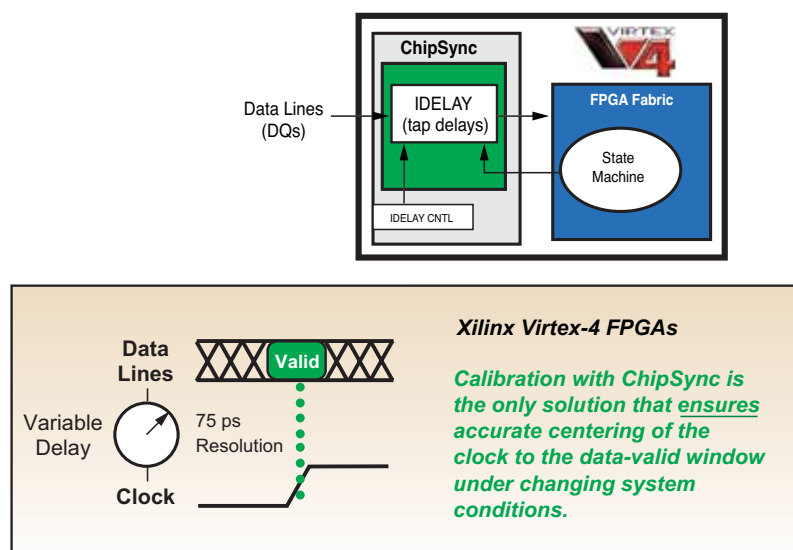 VIRTEX
V4
ChipSync
IDELAY
(tap delays)
FPGA Fabric
Data Lines
(DQs)
State
Machine
IDELAY CNTL
Xilinx Virtex-4 FPGAs
Data
Lines
Valid
Variable
Delay
75 ps
Resolution
Clock
Calibration with ChipSync is
the only solution that ensures
accurate centering of the
clock to the data-valid window
under changing system
conditions.